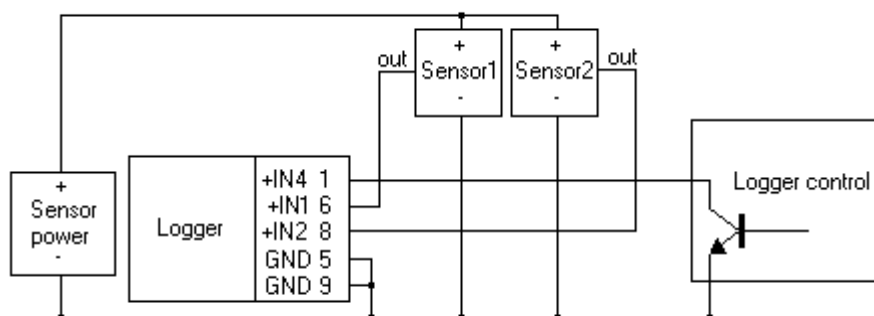 +
out
Sensor1
-
+
Sensor2
-
out
+
Sensor
power
-
Logger
+IN4 1
+IN1 6
+IN2 8
GND 5
GND 9
Logger control